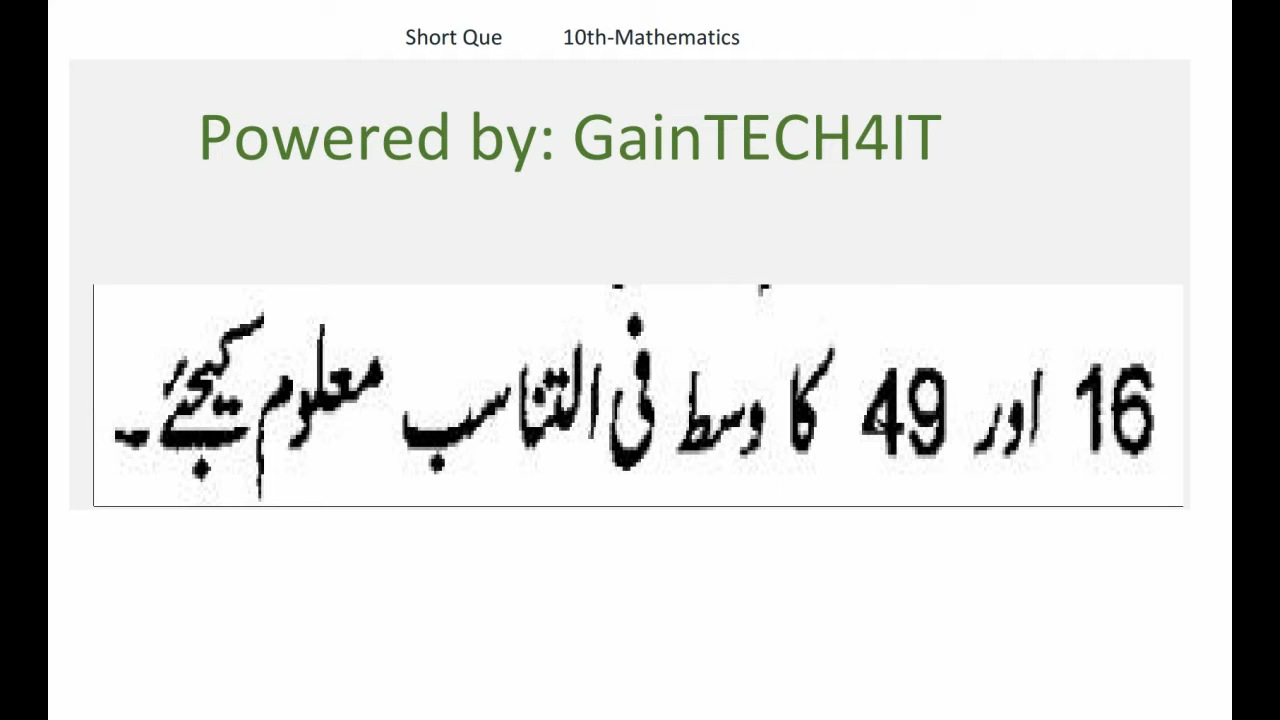 Short Que 10th-Mathematics
Powered by: GainTECH4IT
16 اور 49 کا وسط فی التناسب معلوم کیجئے۔